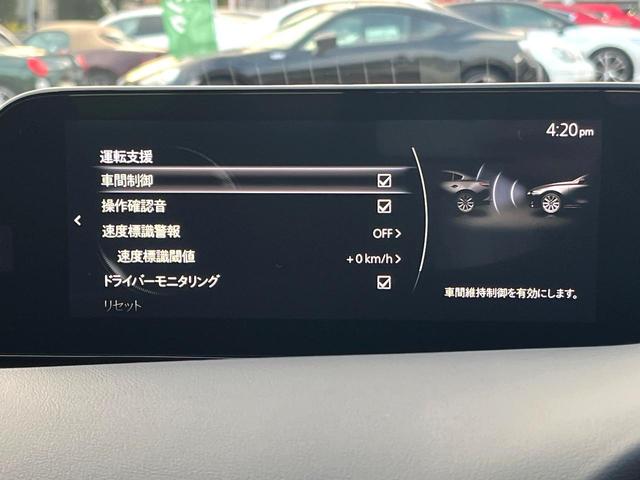 4:20 pm
運転支援
車間制御
操作確認音
速度標識警報 OFF
速度標識閾値 +0 km/h
ドライバーモニタリング
リセット
車間維持制御を有効にします。